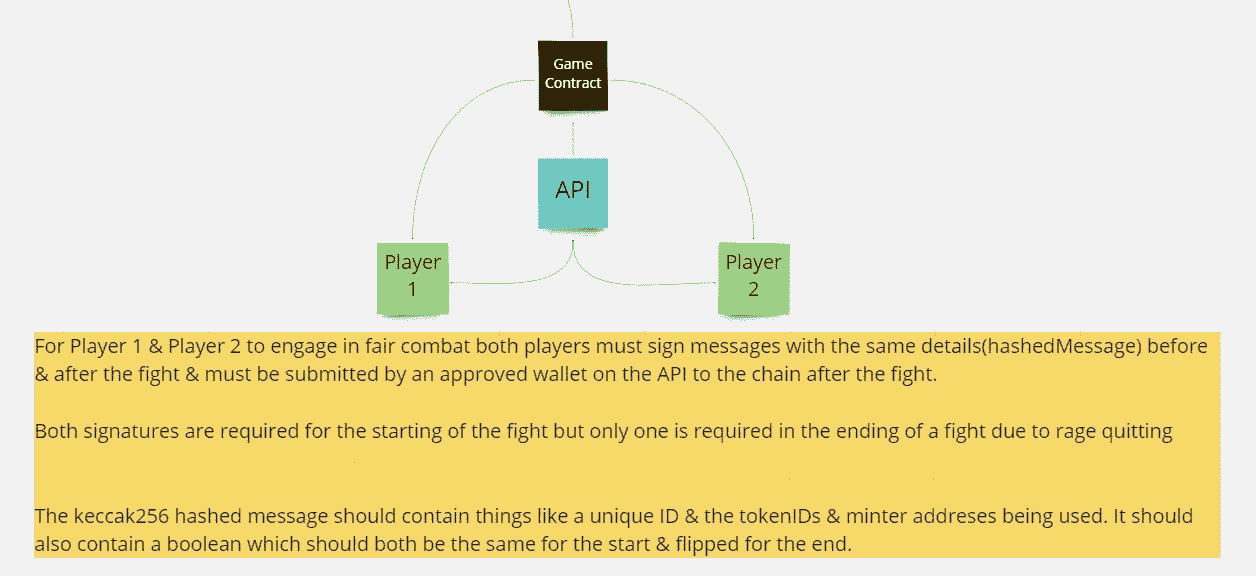 Game
Contract
API
Player
1
Player
2
For Player 1 & Player 2 to engage in fair combat both players must sign messages with the same details(hashedMessage) before
& after the fight & must be submitted by an approved wallet on the API to the chain after the fight.
Both signatures are required for the starting of the fight but only one is required in the ending of a fight due to rage quitting
The keccak256 hashed message should contain things like a unique ID & the tokenIDs & minter addreses being used. It should
also contain a boolean which should both be the same for the start & flipped for the end.